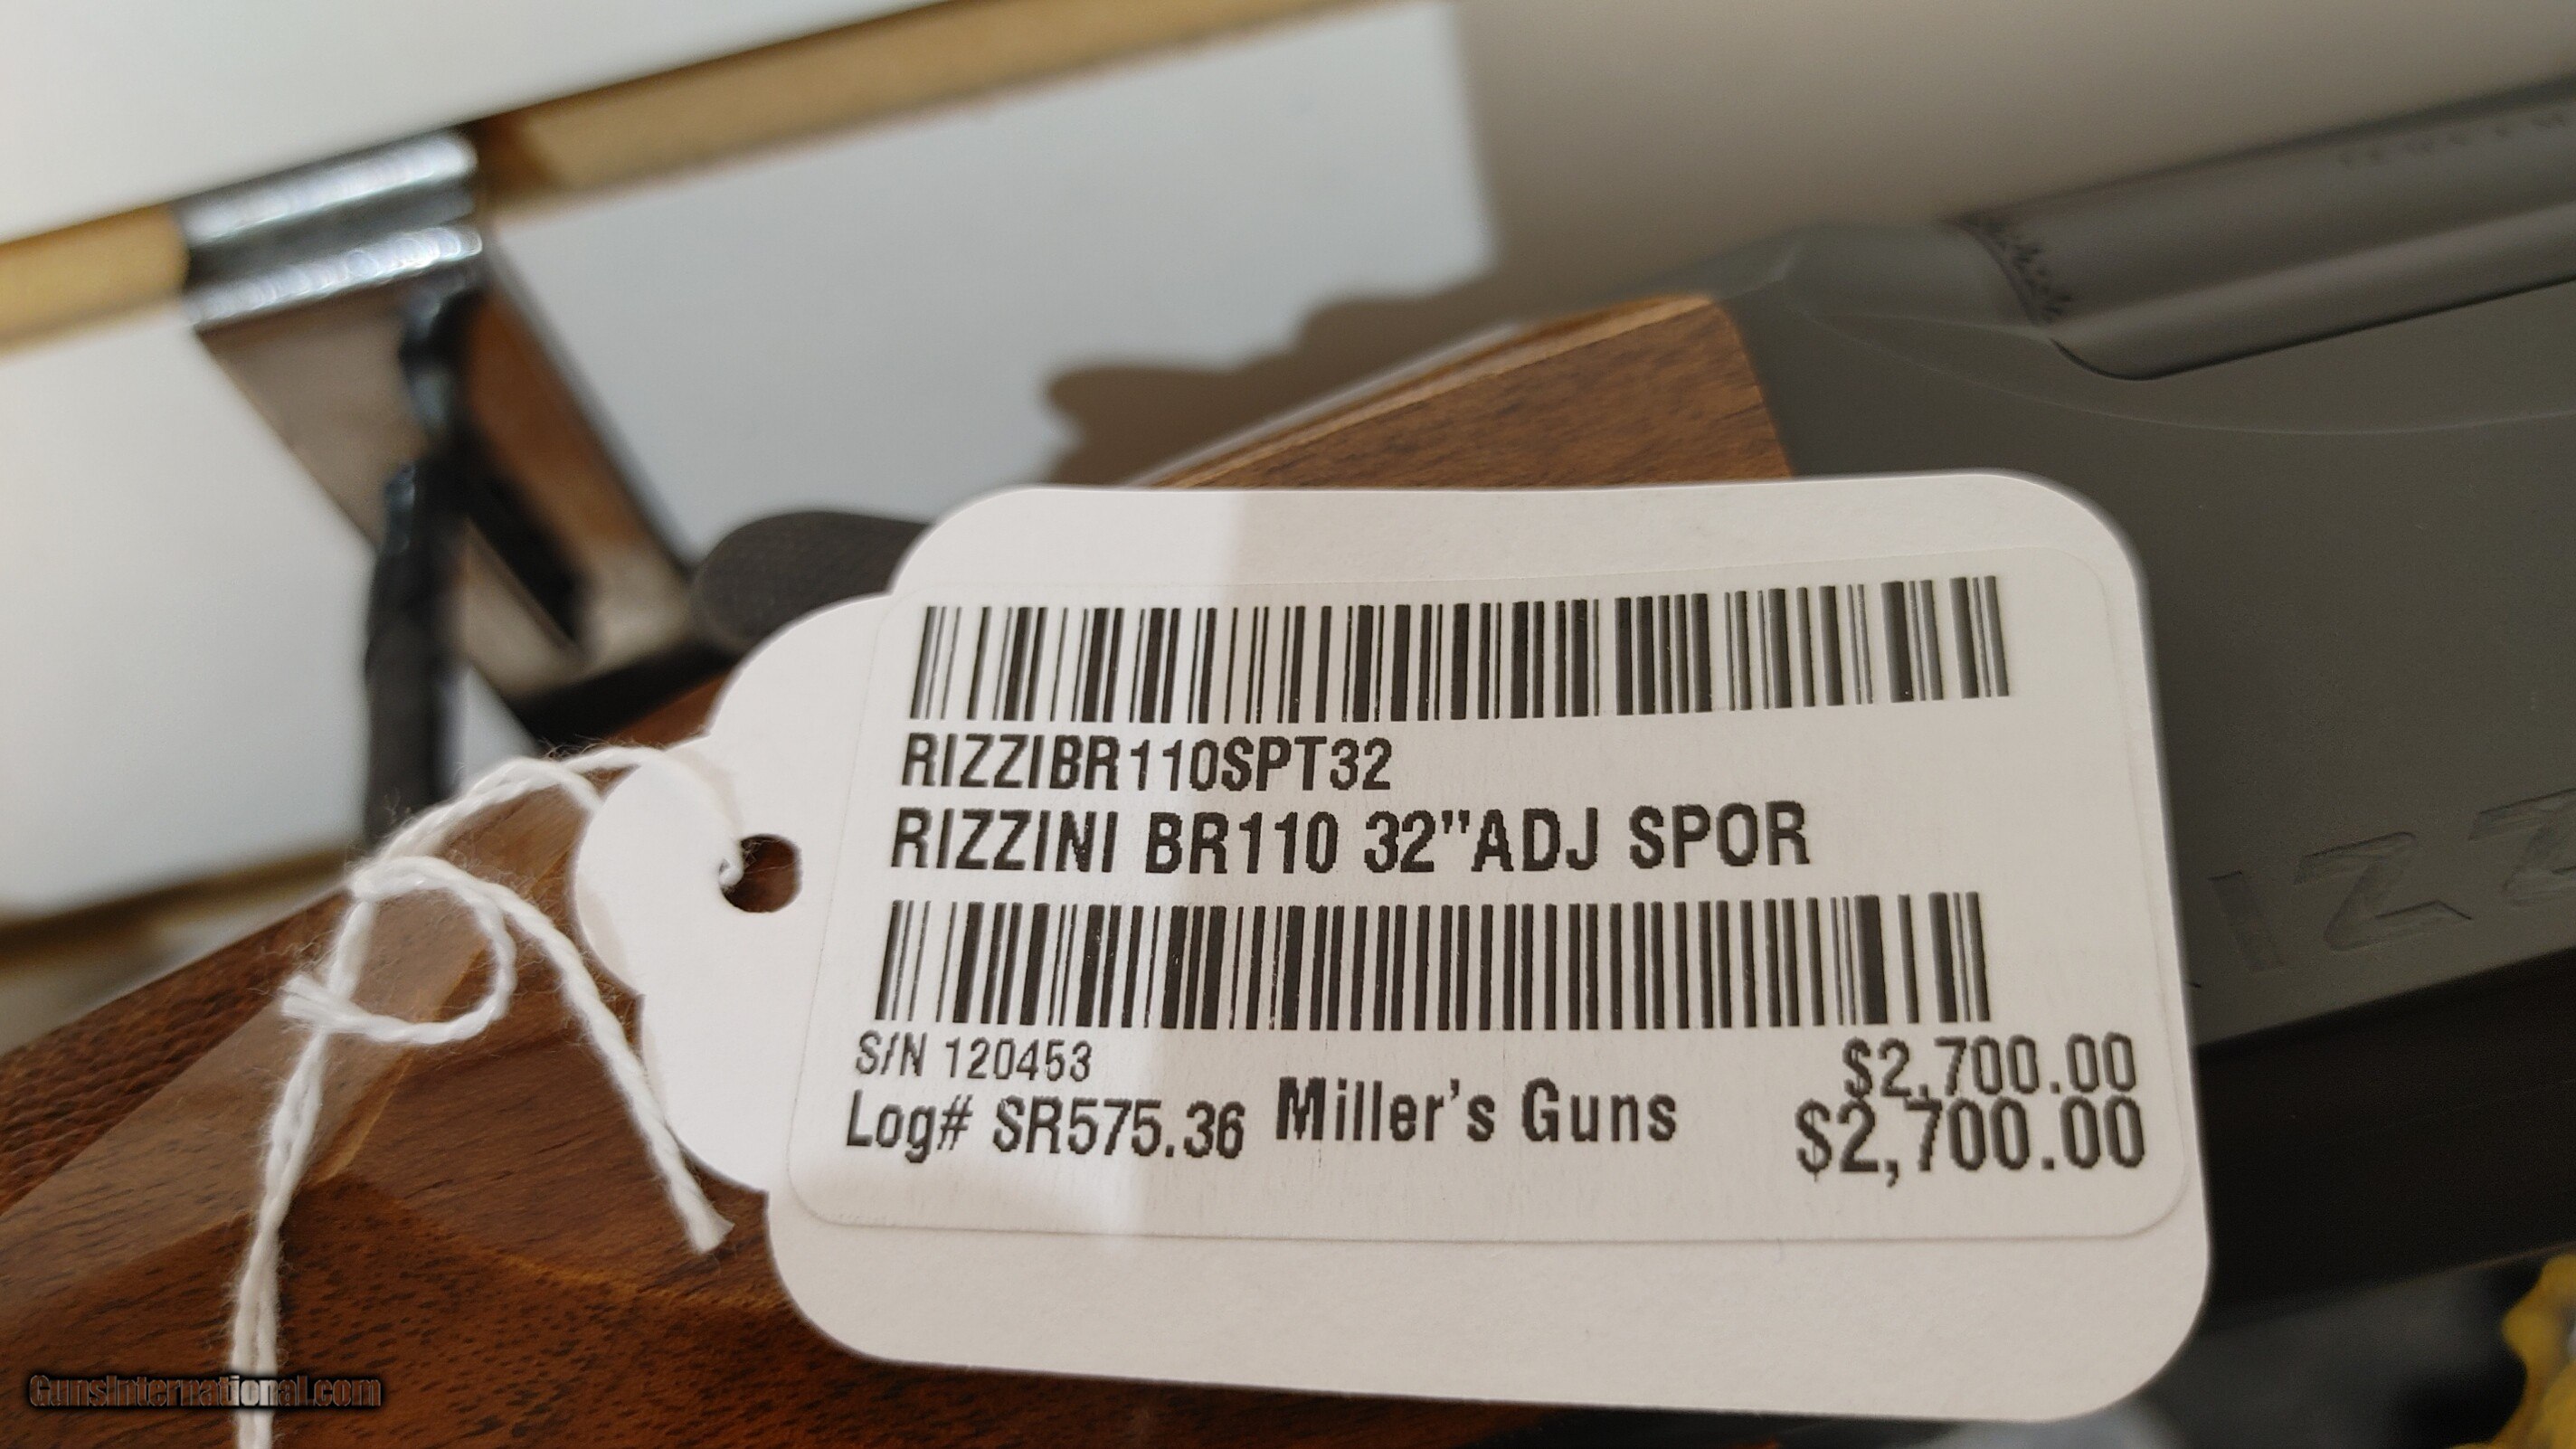 RIZZIBR110SPT32
RIZZINI BR110 32"ADJ SPOR
S/N 120453
$2,700.00
Log# SR575.36
Miller's Guns
$2,700.00
IZZ
GunsInternational.com